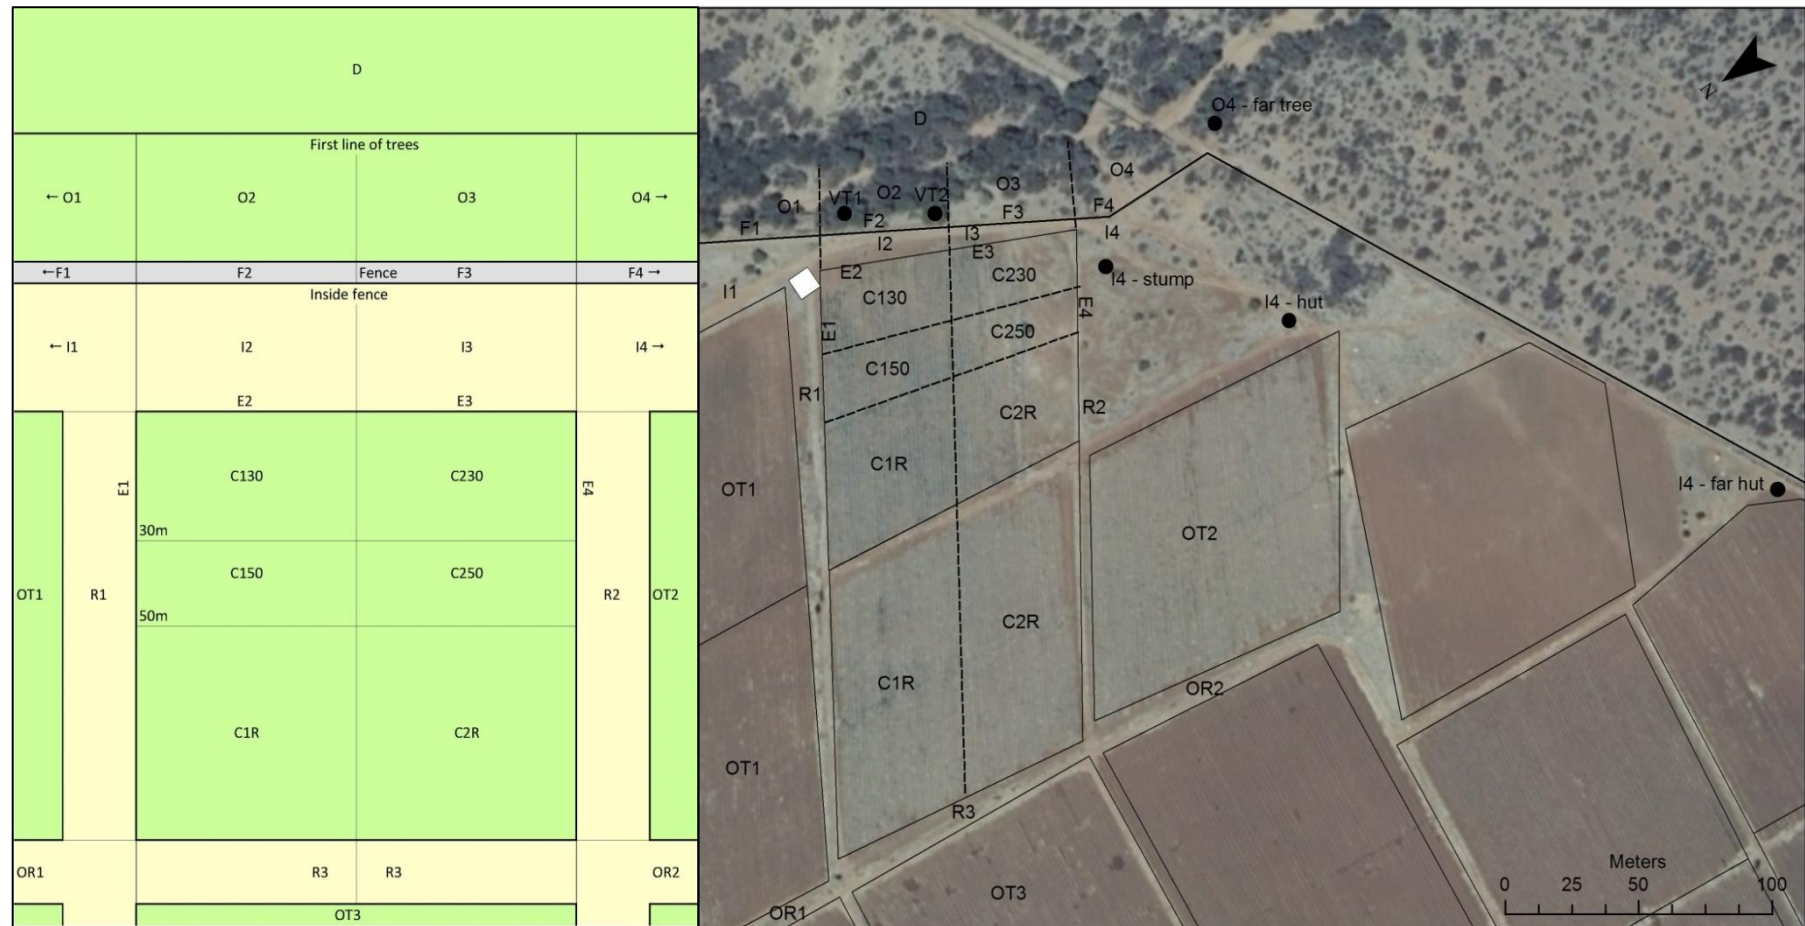 D
First line of trees
← O1
O2
O3
O4 →
←F1
F2
Fence
F3
F4 →
Inside fence
← I1
I2
I3
I4 →
E2
E3
E1
C130
C230
E4
30m
C150
C250
OT1
R1
R2
OT2
50m
C1R
C2R
OR1
R3
R3
OR2
OT3
N
O4 - far tree
D
O4
O3
O2
VT1
VT2
O1
F4
F3
F2
F1
I4
I3
I2
E3
E2
C230
I4 - stump
I1
C130
I4 - hut
E4
E1
C250
C150
R1
R2
C2R
C1R
I4 - far hut
OT1
OT2
C2R
C1R
OR2
OT1
R3
Meters
0 25 50 100
OT3
OR1